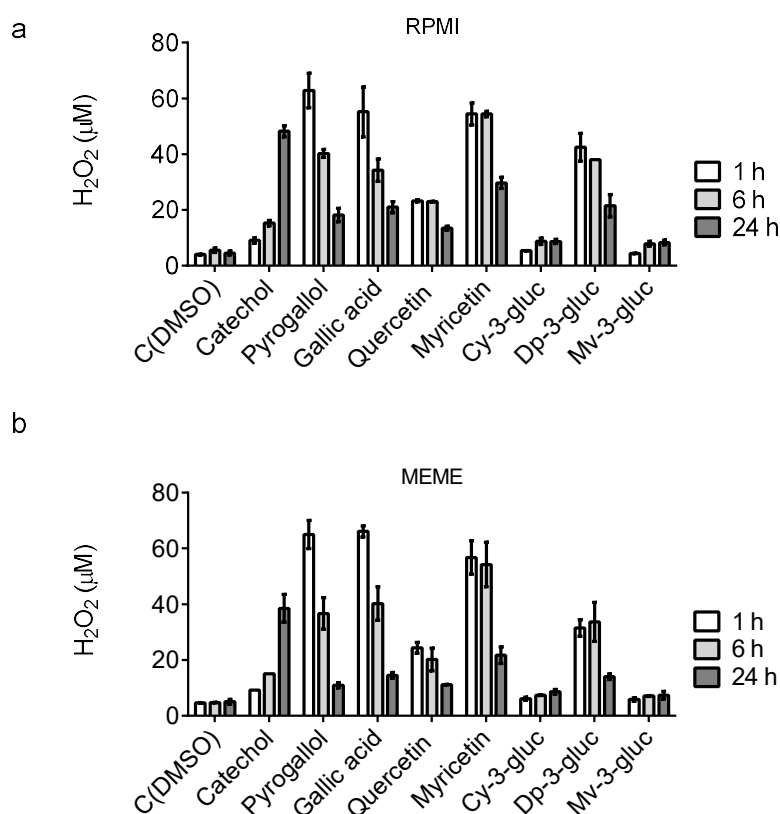 a
RPMI
80
60
40
20
0
H₂O₂ (μM)
1 h
6 h
24 h
C(DMSO)
Catechol
Pyrogallol
Gallic acid
Quercetin
Myricetin
Cy-3-gluc
Dp-3-gluc
Mv-3-gluc
b
MEME
80
60
40
20
0
H₂O₂ (μM)
1 h
6 h
24 h
C(DMSO)
Catechol
Pyrogallol
Gallic acid
Quercetin
Myricetin
Cy-3-gluc
Dp-3-gluc
Mv-3-gluc